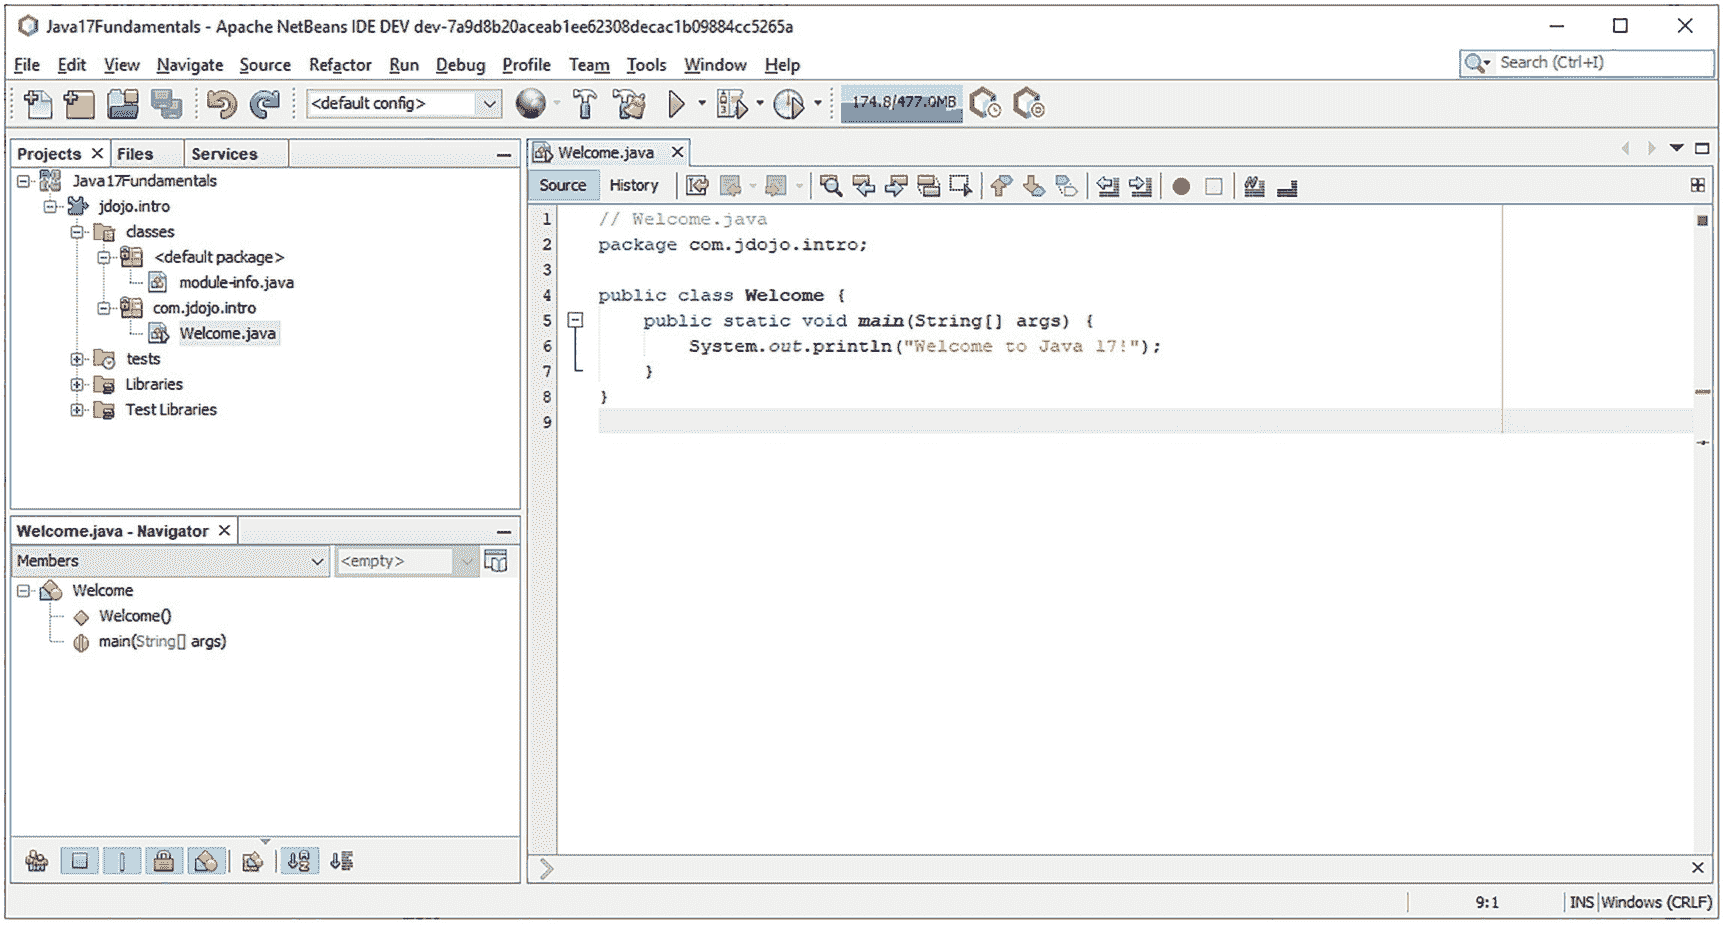 Java17Fundamentals - Apache NetBeans IDE DEV dev-7a9d8b20aceab1ee62308decac1b09884cc5265a
File Edit View Navigate Source Refactor Run Debug Profile Team Tools Window Help
Search (Ctrl+I)
<default config>
174.8/477.0MB
Projects Files Services
Java17Fundamentals
jdojo.intro
classes
<default package>
module-info.java
com.jdojo.intro
Welcome.java
tests
Libraries
Test Libraries
Welcome.java - Navigator
Members <empty>
Welcome
Welcome()
main(String[] args)
Welcome.java
Source History
1 // Welcome.java
2 package com.jdojo.intro;
3
4 public class Welcome {
5 public static void main(String[] args) {
6 System.out.println("Welcome to Java 17!");
7 }
8 }
9
9:1 INS Windows (CRLF)